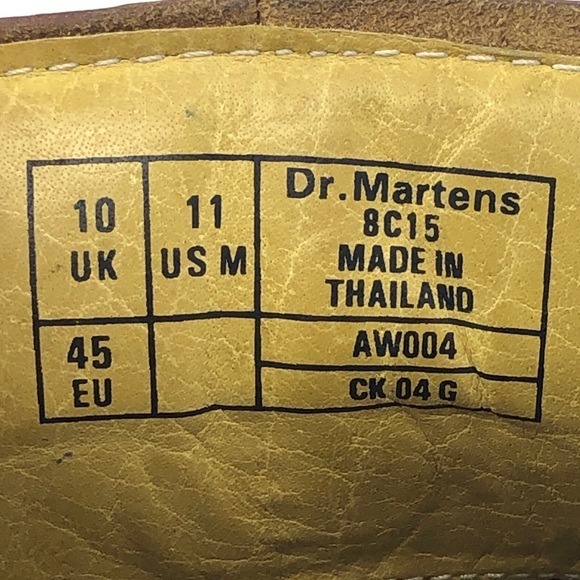 10
UK
11
US M
Dr.Martens
8C15
MADE IN
THAILAND
45
EU
AW004
CK 04 G